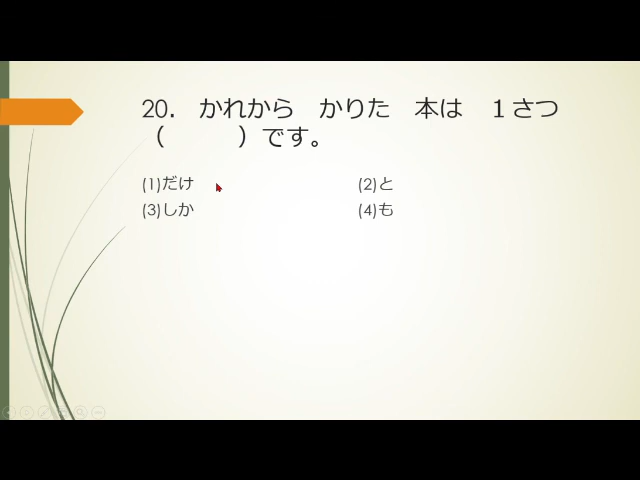 20.　かれから　かりた　本は　１さつ
（　　　）です。
(1)だけ　(2)と
(3)しか　(4)も